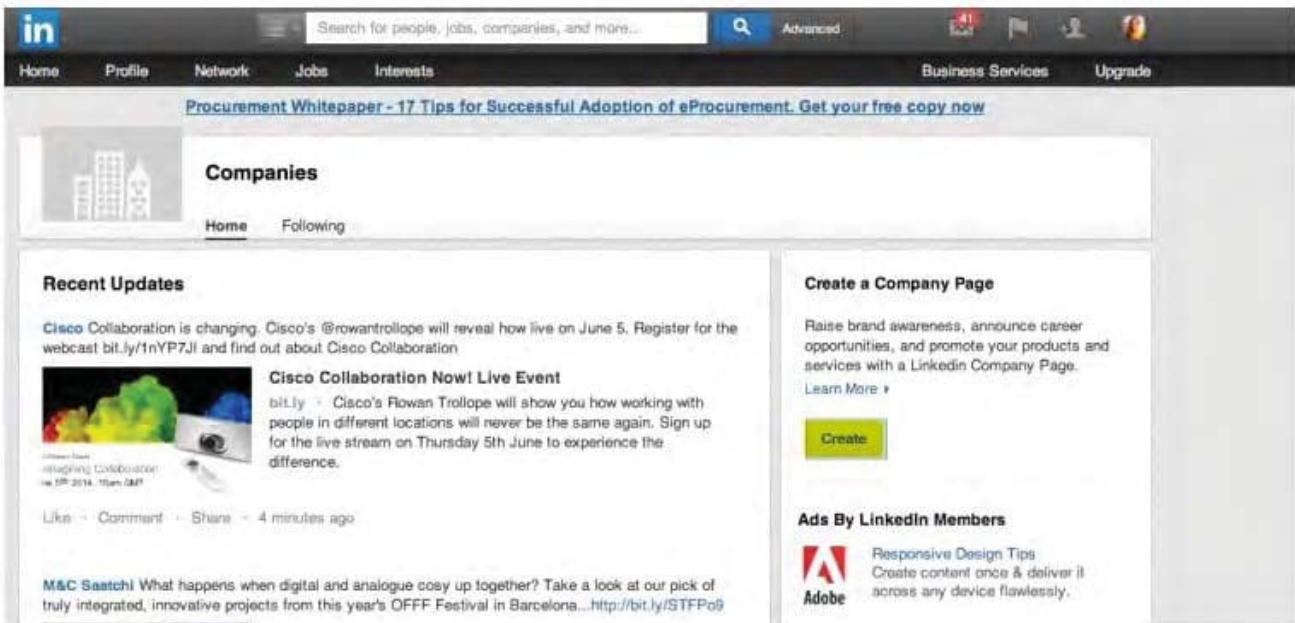 in
Search for people, jobs, companies, and more...
Advanced
41
Home Profile Network Jobs Interests Business Services Upgrade
Procurement Whitepaper - 17 Tips for Successful Adoption of eProcurement. Get your free copy now
Companies
Home Following
Recent Updates
Cisco Collaboration is changing. Cisco's @rowantrollope will reveal how live on June 5. Register for the
webcast bit.ly/1nYP7Jl and find out about Cisco Collaboration
Cisco Collaboration Now! Live Event
bit.ly · Cisco's Rowan Trollope will show you how working with
people in different locations will never be the same again. Sign up
for the live stream on Thursday 5th June to experience the
difference.
Collaboration
5th 2014, 10am GMT
Like · Comment · Share · 4 minutes ago
M&C Saatchi What happens when digital and analogue cosy up together? Take a look at our pick of
truly integrated, innovative projects from this year's OFFF Festival in Barcelona...http://bit.ly/STFPo9
Create a Company Page
Raise brand awareness, announce career
opportunities, and promote your products and
services with a LinkedIn Company Page.
Learn More
Create
Ads By LinkedIn Members
Adobe
Responsive Design Tips
Create content once & deliver it
across any device flawlessly.